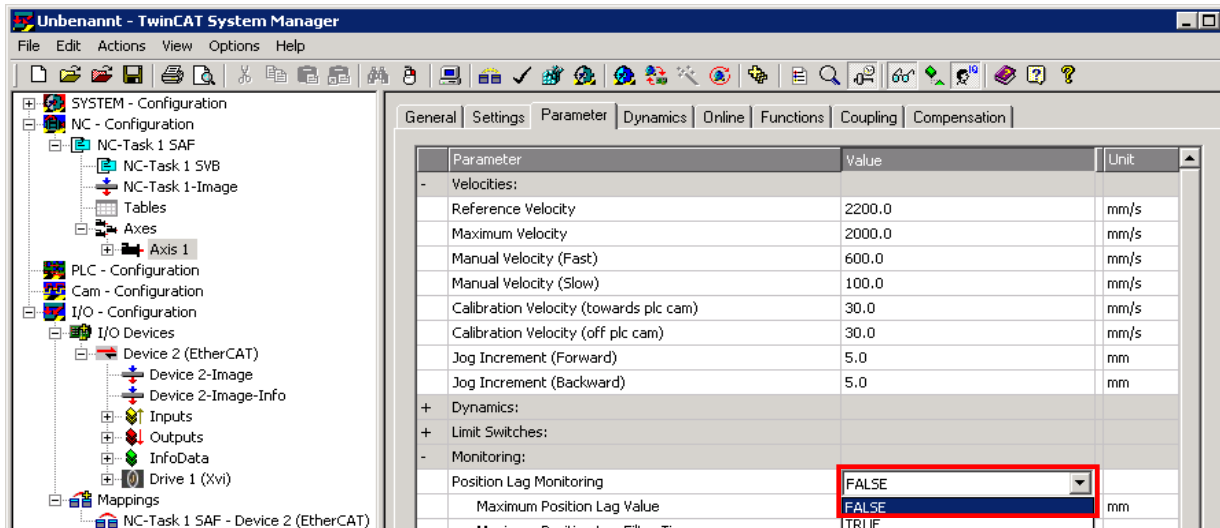 Unbenannt - TwinCAT System Manager
File Edit Actions View Options Help
SYSTEM - Configuration
NC - Configuration
NC-Task 1 SAF
NC-Task 1 SVB
NC-Task 1-Image
Tables
Axes
Axis 1
PLC - Configuration
Cam - Configuration
I/O - Configuration
I/O Devices
Device 2 (EtherCAT)
Device 2-Image
Device 2-Image-Info
Inputs
Outputs
InfoData
Drive 1 (Xvi)
Mappings
NC-Task 1 SAF - Device 2 (EtherCAT)
General Settings Parameter Dynamics Online Functions Coupling Compensation
Parameter Value Unit
- Velocities:
Reference Velocity 2200.0 mm/s
Maximum Velocity 2000.0 mm/s
Manual Velocity (Fast) 600.0 mm/s
Manual Velocity (Slow) 100.0 mm/s
Calibration Velocity (towards plc cam) 30.0 mm/s
Calibration Velocity (off plc cam) 30.0 mm/s
Jog Increment (Forward) 5.0 mm
Jog Increment (Backward) 5.0 mm
+ Dynamics:
+ Limit Switches:
- Monitoring:
Position Lag Monitoring FALSE
Maximum Position Lag Value FALSE mm
TRUE